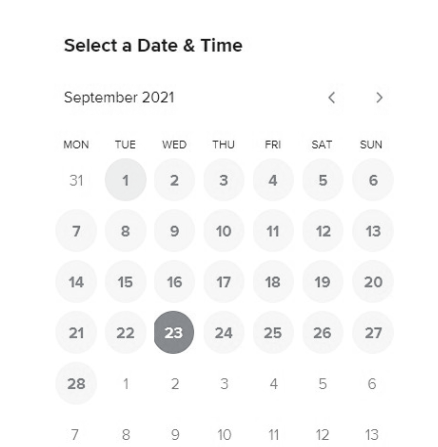 Select a Date & Time
September 2021
MON TUE WED THU FRI SAT SUN
31 1 2 3 4 5 6
7 8 9 10 11 12 13
14 15 16 17 18 19 20
21 22 23 24 25 26 27
28 1 2 3 4 5 6
7 8 9 10 11 12 13